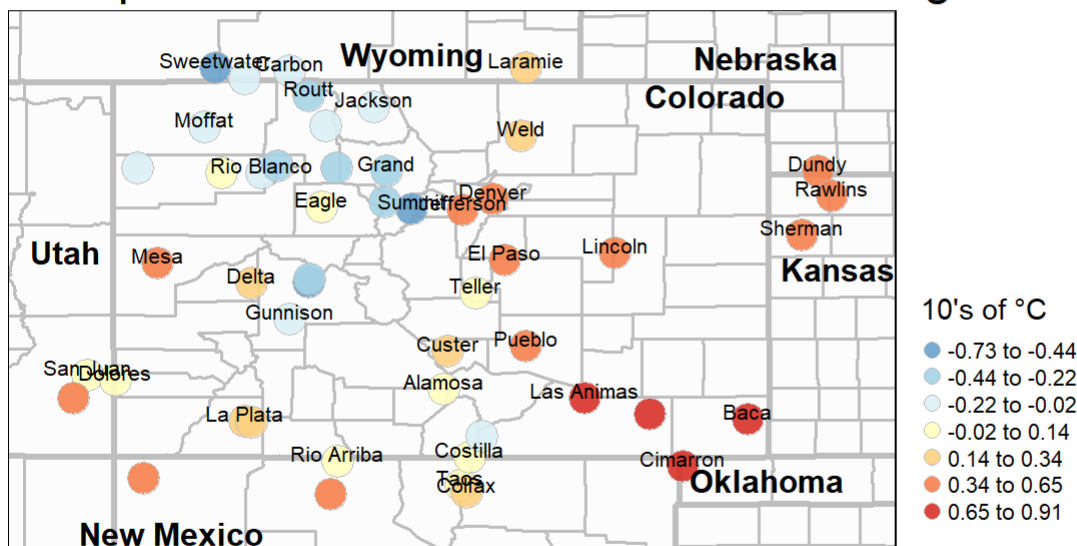 Wyoming
Nebraska
Sweetwater
Carbon
Laramie
Colorado
Routt
Jackson
Moffat
Weld
Rio Blanco
Grand
Dundy
Rawlins
Eagle
Summit
Jefferson
Denver
Sherman
Utah
Mesa
El Paso
Lincoln
Kansas
Delta
Teller
Gunnison
Custer
Pueblo
San Juan
Dolores
Alamosa
Las Animas
La Plata
Baca
Rio Arriba
Costilla
Cimarron
Taos
Colfax
Oklahoma
New Mexico
10's of °C
-0.73 to -0.44
-0.44 to -0.22
-0.22 to -0.02
-0.02 to 0.14
0.14 to 0.34
0.34 to 0.65
0.65 to 0.91